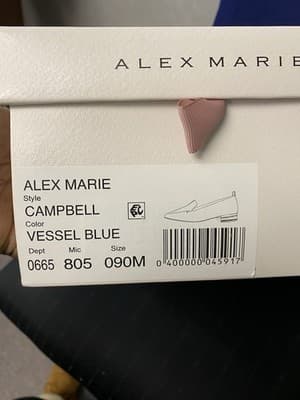 ALEX MARIE
ALEX MARIE
Style
CAMPBELL
Color
VESSEL BLUE
Dept Mic Size
0665 805 090M
0 400000 045917